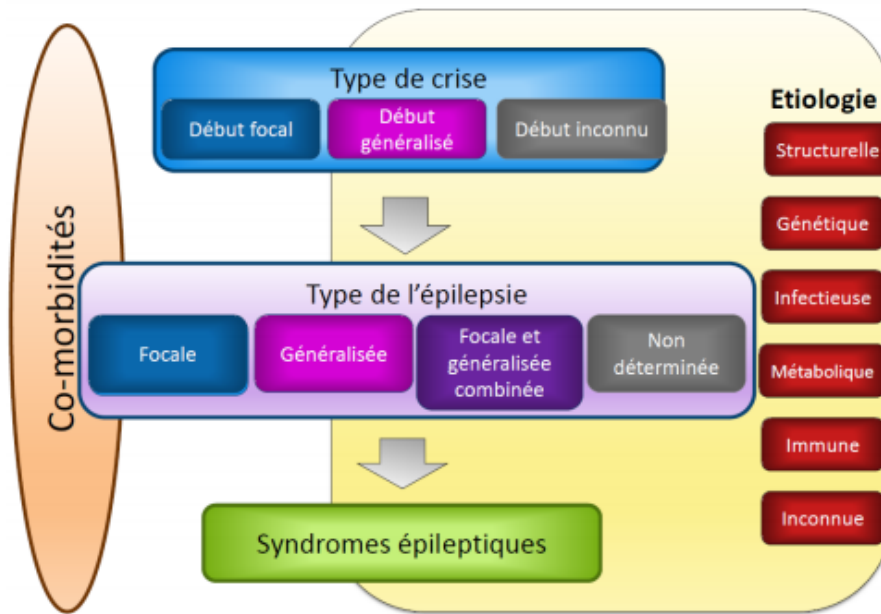 Co-morbidités
Type de crise
Début focal
Début
généralisé
Début inconnu
Type de l'épilepsie
Focale
Généralisée
Focale et
généralisée
combinée
Non
déterminée
Syndromes épileptiques
Etiologie
Structurelle
Génétique
Infectieuse
Métabolique
Immune
Inconnue